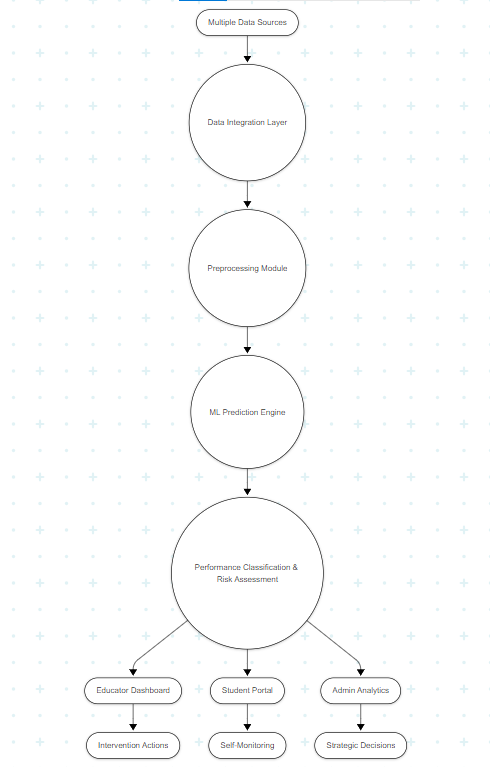 Multiple Data Sources
Data Integration Layer
Preprocessing Module
ML Prediction Engine
Performance Classification &
Risk Assessment
Educator Dashboard
Student Portal
Admin Analytics
Intervention Actions
Self-Monitoring
Strategic Decisions